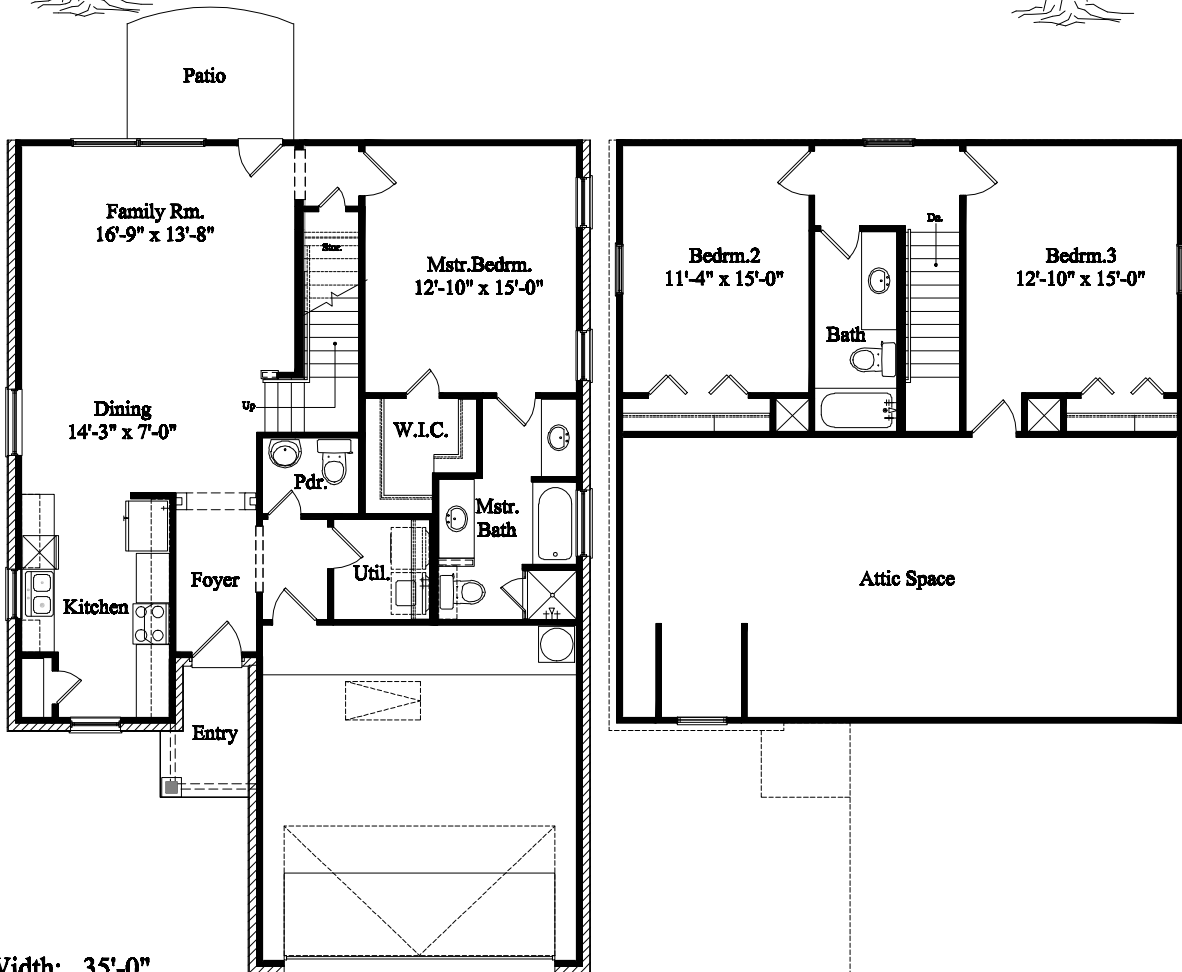 Patio
Family Rm.
16'-9" x 13'-8"
Stor.
Mstr.Bedrm.
12'-10" x 15'-0"
Up
Dining
14'-3" x 7'-0"
W.I.C.
Pdr.
Mstr.
Bath
Util.
Foyer
Kitchen
Entry
Width: 35'-0"
Bedrm.2
11'-4" x 15'-0"
Dn.
Bath
Bedrm.3
12'-10" x 15'-0"
Attic Space